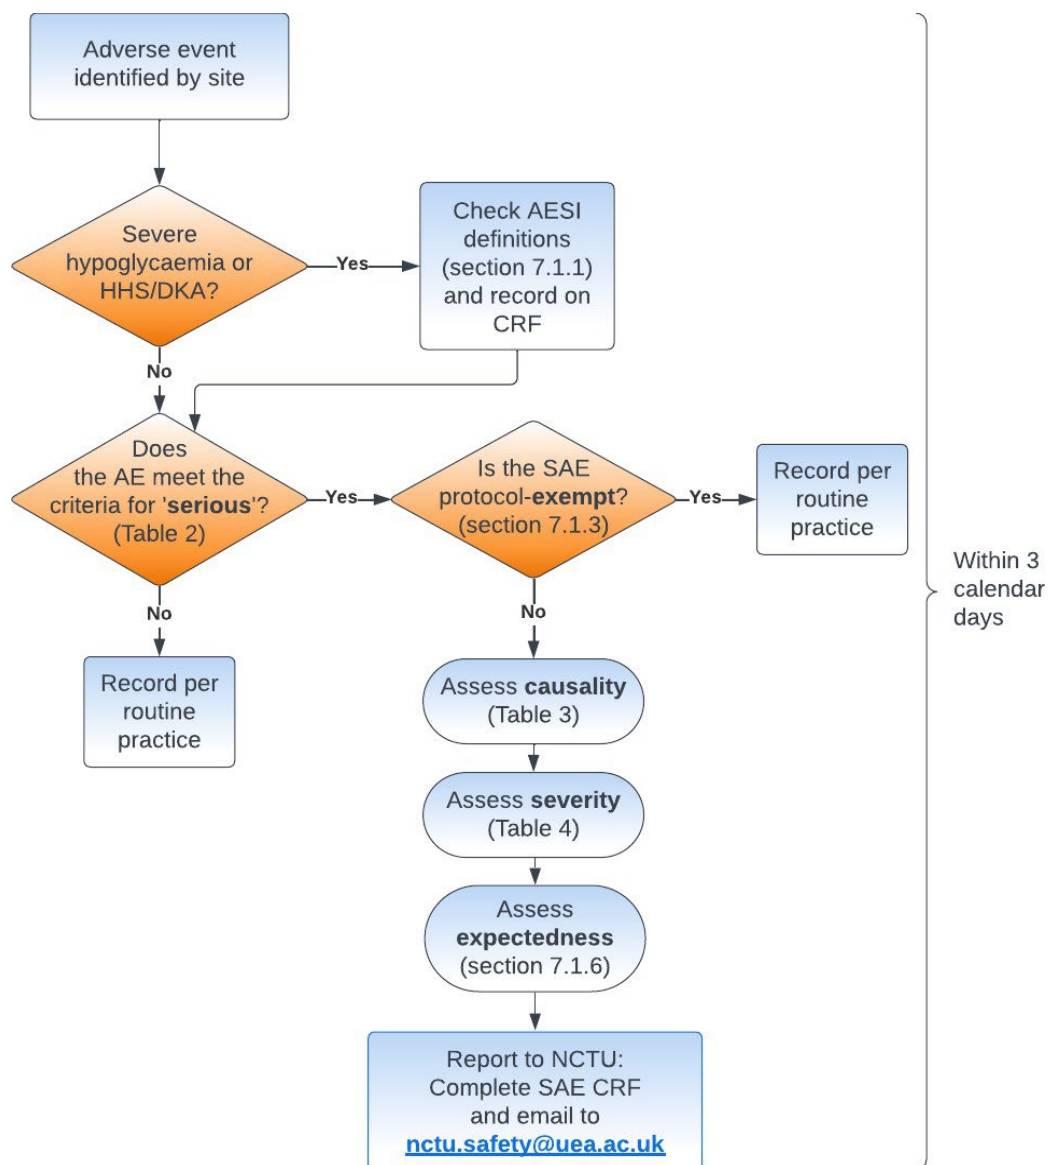 Adverse event
identified by site
Severe
hypoglycaemia or
HHS/DKA?
Yes
Check AESI
definitions
(section 7.1.1)
and record on
CRF
No
Does
the AE meet the
criteria for 'serious'?
(Table 2)
Yes
Is the SAE
protocol-exempt?
(section 7.1.3)
Yes
Record per
routine
practice
Within 3
calendar
days
No
Record per
routine
practice
No
Assess causality
(Table 3)
Assess severity
(Table 4)
Assess
expectedness
(section 7.1.6)
Report to NCTU:
Complete SAE CRF
and email to
nctu.safety@uea.ac.uk